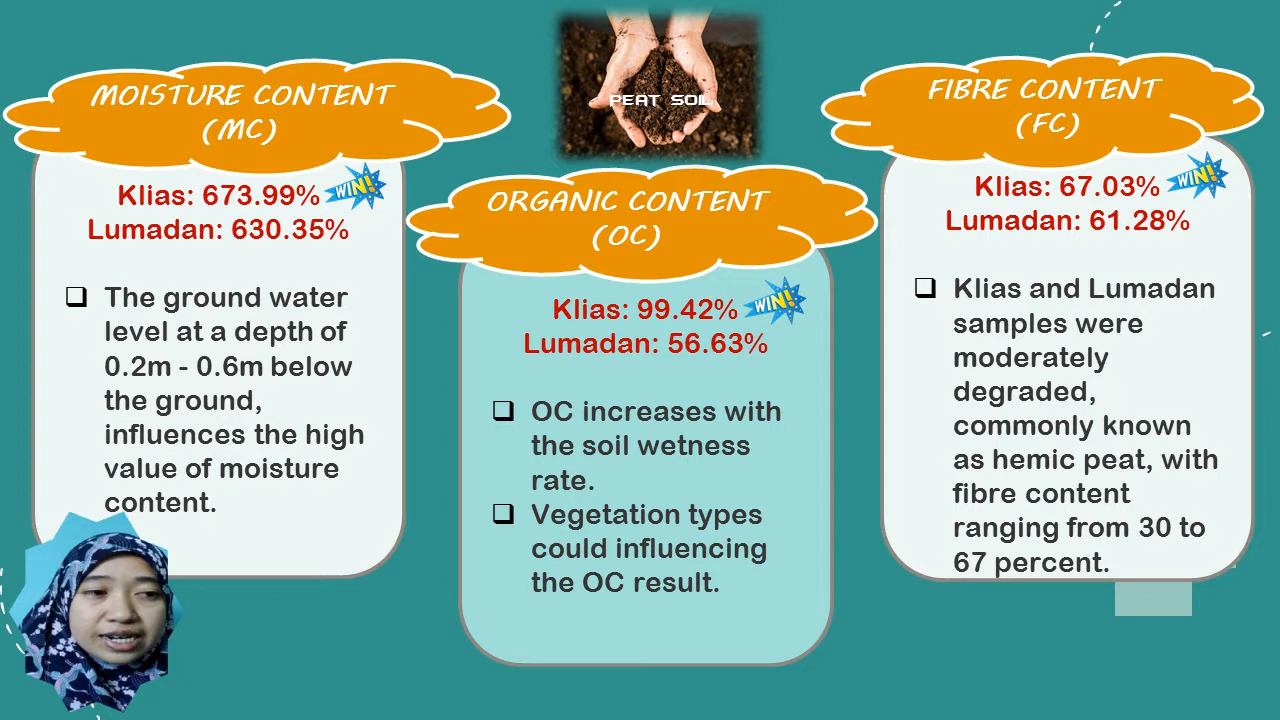 PEAT SOIL
MOISTURE CONTENT
(MC)
Klias: 673.99%
WIN!
Lumadan: 630.35%
❑ The ground water
level at a depth of
0.2m - 0.6m below
the ground,
influences the high
value of moisture
content.
ORGANIC CONTENT
(OC)
Klias: 99.42%
WIN!
Lumadan: 56.63%
❑ OC increases with
the soil wetness
rate.
❑ Vegetation types
could influencing
the OC result.
FIBRE CONTENT
(FC)
Klias: 67.03%
WIN!
Lumadan: 61.28%
❑ Klias and Lumadan
samples were
moderately
degraded,
commonly known
as hemic peat, with
fibre content
ranging from 30 to
67 percent.